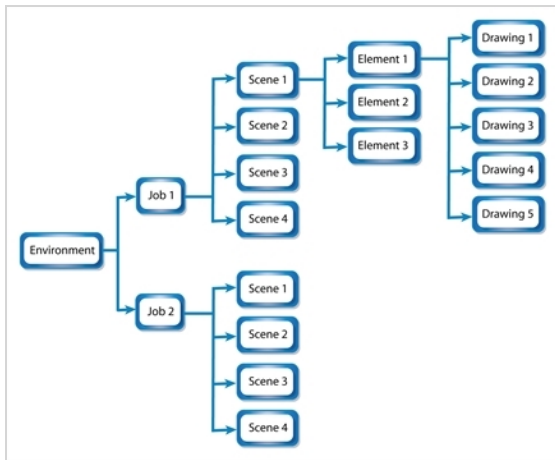 Environment
Job 1
Scene 1
Element 1
Drawing 1
Drawing 2
Drawing 3
Drawing 4
Drawing 5
Element 2
Element 3
Scene 2
Scene 3
Scene 4
Job 2
Scene 1
Scene 2
Scene 3
Scene 4